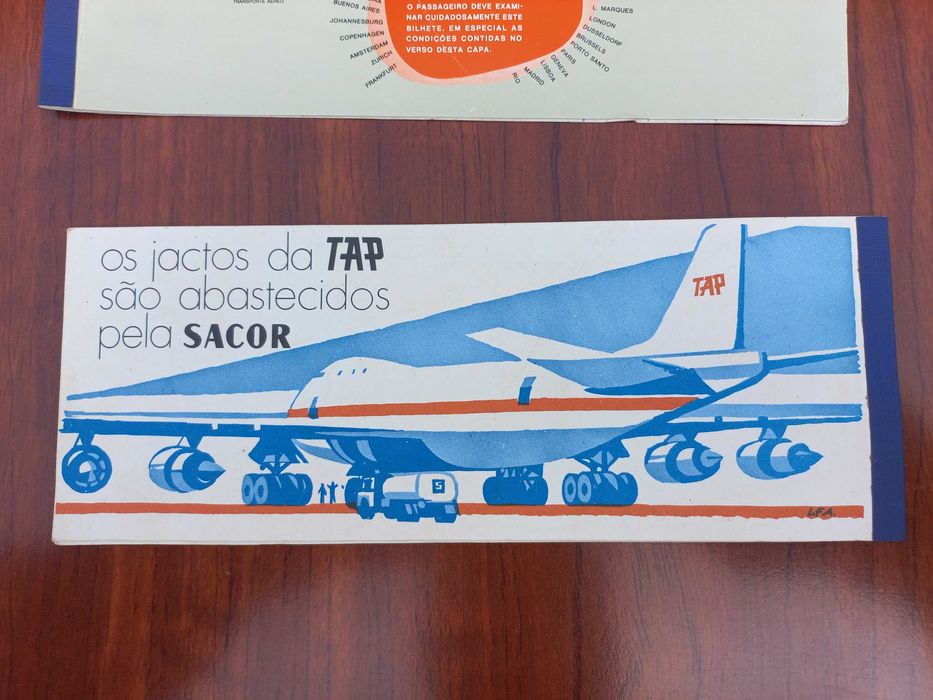 TRANSPORTE AÉREO
BUENOS AIRES
JOHANNESBURG
COPENHAGEN
AMSTERDAM
ZURICH
FRANKFURT
O PASSAGEIRO DEVE EXAMI-
NAR CUIDADOSAMENTE ESTE
BILHETE, EM ESPECIAL AS
CONDIÇÕES CONTIDAS NO
VERSO DESTA CAPA.
L. MARQUES
LONDON
DUSSELDORF
BRUSSELS
PORTO SANTO
PARIS
GENEVA
LISBOA
MADRID
RIO
os jactos da TAP
são abastecidos
pela SACOR
TAP
S
L.F.A.